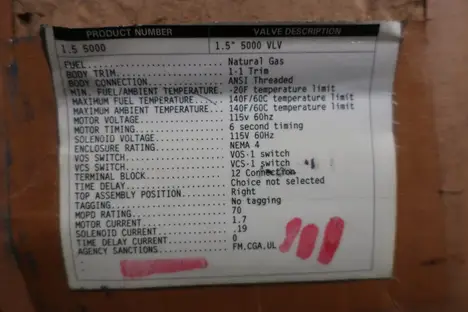 PRODUCT NUMBER VALVE DESCRIPTION
1.5 5000 1.5" 5000 VLV
FUEL Natural Gas
BODY TRIM 1-1 Trim
BODY CONNECTION ANSI Threaded
MIN. FUEL/AMBIENT TEMPERATURE. -20F temperature limit
MAXIMUM FUEL TEMPERATURE 140F/60C temperature limit
MAXIMUM AMBIENT TEMPERATURE 140F/60C temperature limit
MOTOR VOLTAGE 115v 60hz
MOTOR TIMING 6 second timing
SOLENOID VOLTAGE 115V 60HZ
ENCLOSURE RATING NEMA 4
VOS SWITCH VOS-1 switch
VCS SWITCH VCS-1 switch
TERMINAL BLOCK 12 Connection
TIME DELAY Choice not selected
TOP ASSEMBLY POSITION Right
TAGGING No tagging
MOPD RATING 70
MOTOR CURRENT 1.7
SOLENOID CURRENT .19
TIME DELAY CURRENT 0
AGENCY SANCTIONS FM,CGA,UL